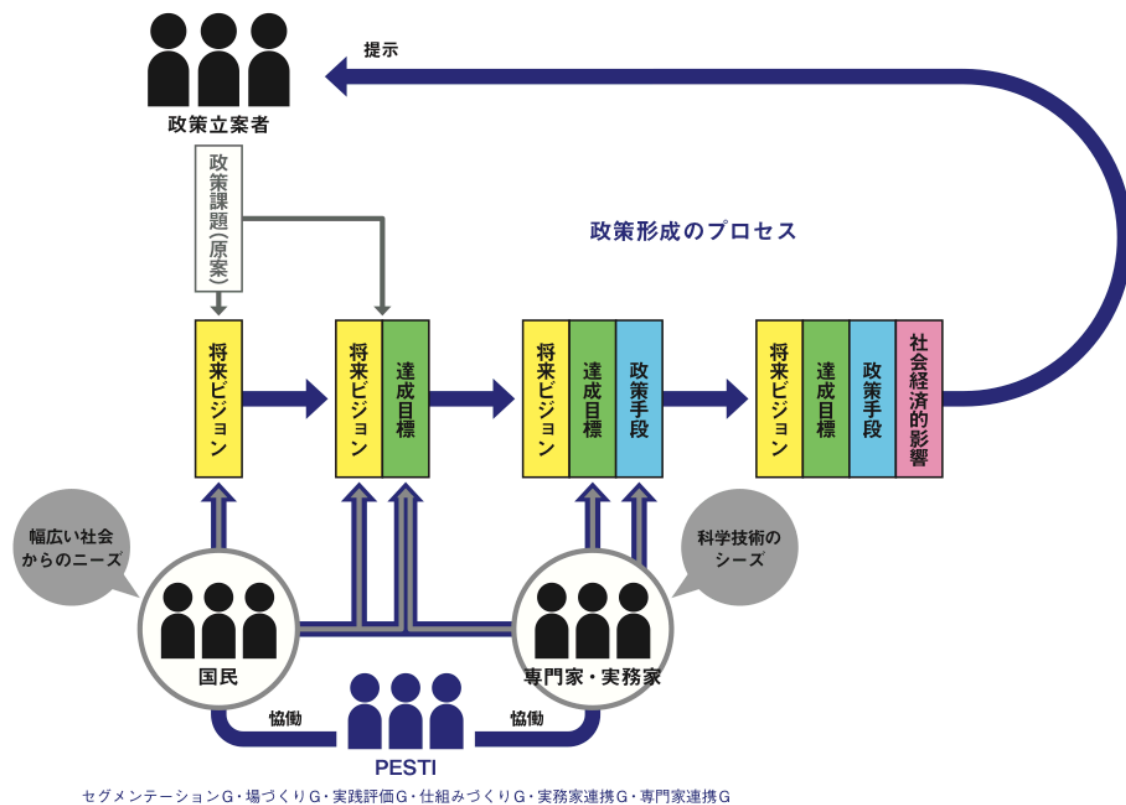 提示
政策立案者
政策課題(原案)
政策形成のプロセス
将来ビジョン
将来ビジョン
達成目標
将来ビジョン
達成目標
政策手段
将来ビジョン
達成目標
政策手段
社会経済的影響
幅広い社会
からのニーズ
科学技術の
シーズ
国民
専門家・実務家
協働
協働
PESTI
セグメンテーションG・場づくりG・実践評価G・仕組みづくりG・実務家連携G・専門家連携G